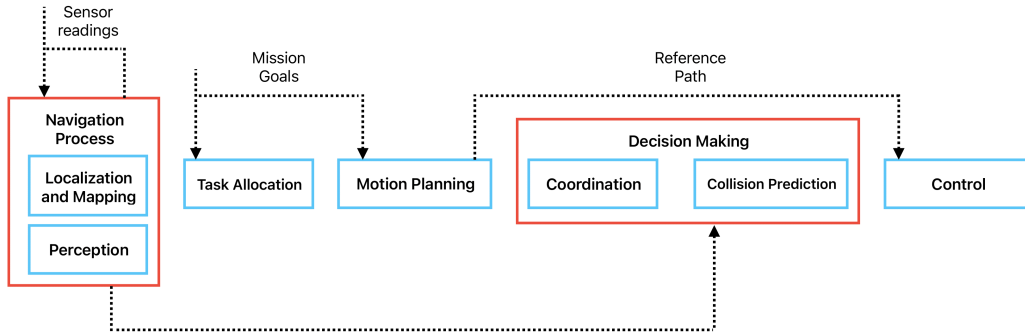 Sensor
readings
Mission
Goals
Reference
Path
Navigation
Process
Localization
and Mapping
Perception
Task Allocation
Motion Planning
Decision Making
Coordination
Collision Prediction
Control